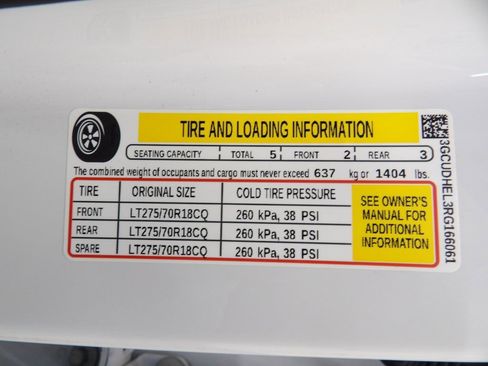 TIRE AND LOADING INFORMATION
SEATING CAPACITY TOTAL 5 FRONT 2 REAR 3
The combined weight of occupants and cargo must never exceed 637 kg or 1404 lbs.
TIRE ORIGINAL SIZE COLD TIRE PRESSURE
FRONT LT275/70R18CQ 260 kPa, 38 PSI
REAR LT275/70R18CQ 260 kPa, 38 PSI
SPARE LT275/70R18CQ 260 kPa, 38 PSI
SEE OWNER'S
MANUAL FOR
ADDITIONAL
INFORMATION
3GCUDHEL3RG166061